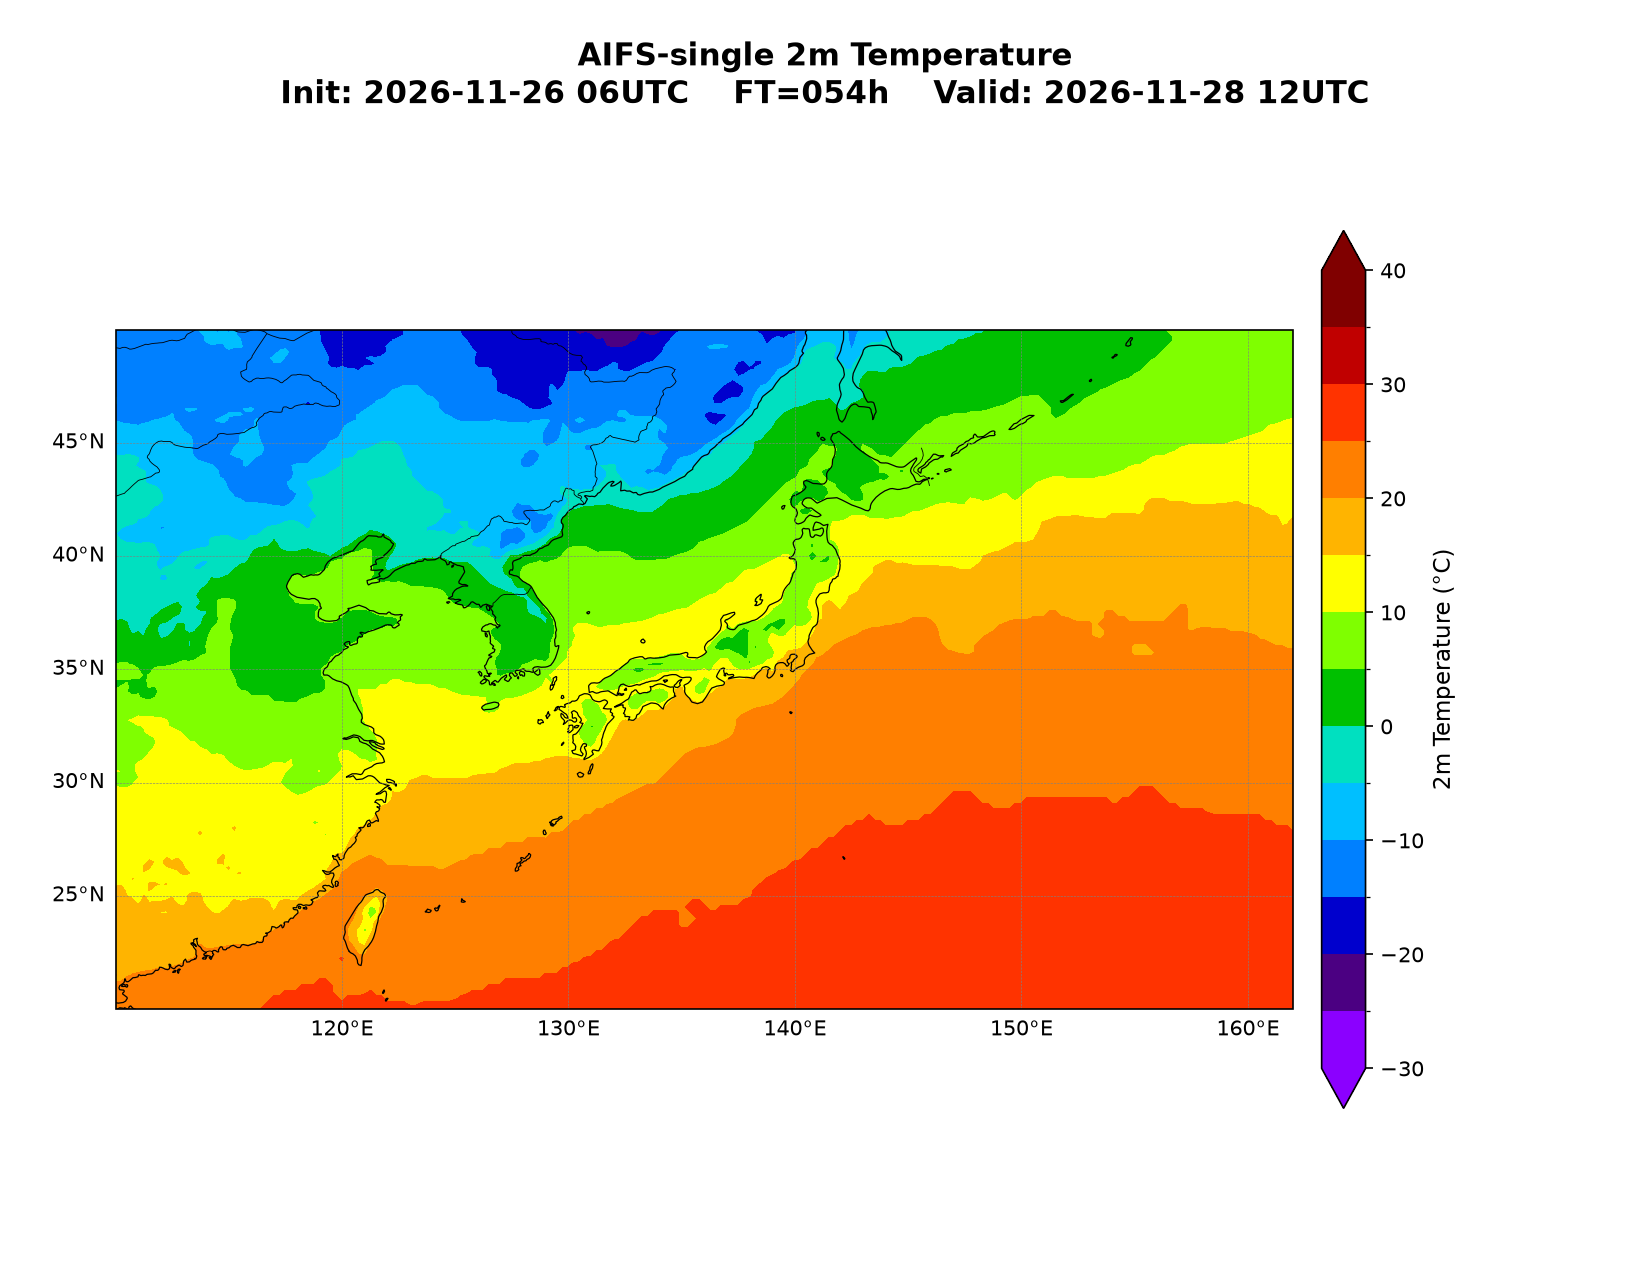 AIFS-single 2m Temperature
Init: 2026-11-26 06UTC    FT=054h    Valid: 2026-11-28 12UTC
45°N
40°N
35°N
30°N
25°N
120°E
130°E
140°E
150°E
160°E
40
30
20
10
0
−10
−20
−30
2m Temperature (°C)